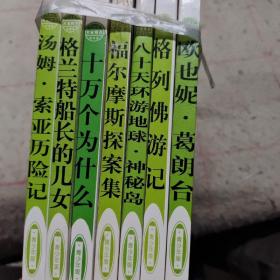 汤姆·索亚历险记
格兰特船长的儿女
十万个为什么
福尔摩斯探案集
八十天环游地球·神秘岛
格列佛游记
欧也妮·葛朗台